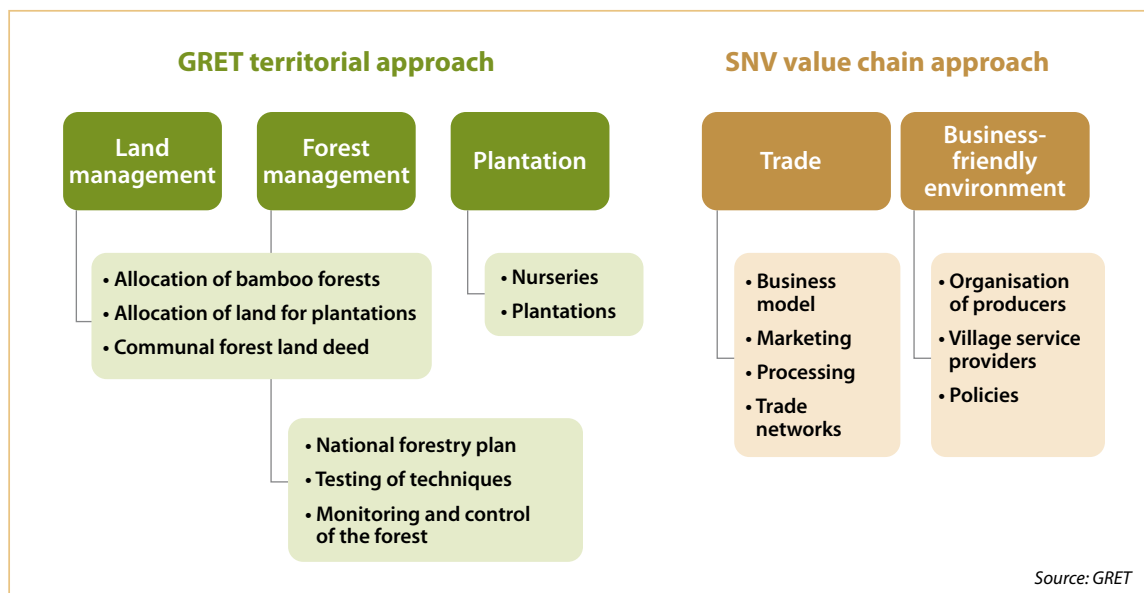 GRET territorial approach
SNV value chain approach
Land
management
Forest
management
Plantation
Trade
Business-
friendly
environment
• Allocation of bamboo forests
• Allocation of land for plantations
• Communal forest land deed
• Nurseries
• Plantations
• National forestry plan
• Testing of techniques
• Monitoring and control
of the forest
• Business
model
• Marketing
• Processing
• Trade
networks
• Organisation
of producers
• Village service
providers
• Policies
Source: GRET